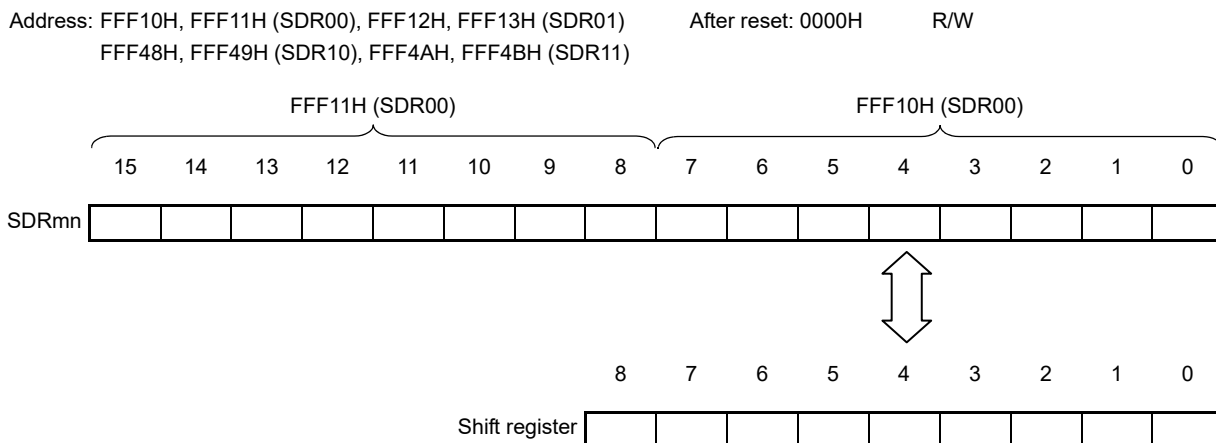 Address: FFF10H, FFF11H (SDR00), FFF12H, FFF13H (SDR01) After reset: 0000H R/W
FFF48H, FFF49H (SDR10), FFF4AH, FFF4BH (SDR11)
FFF11H (SDR00) FFF10H (SDR00)
15 14 13 12 11 10 9 8 7 6 5 4 3 2 1 0
SDRmn
8 7 6 5 4 3 2 1 0
Shift register